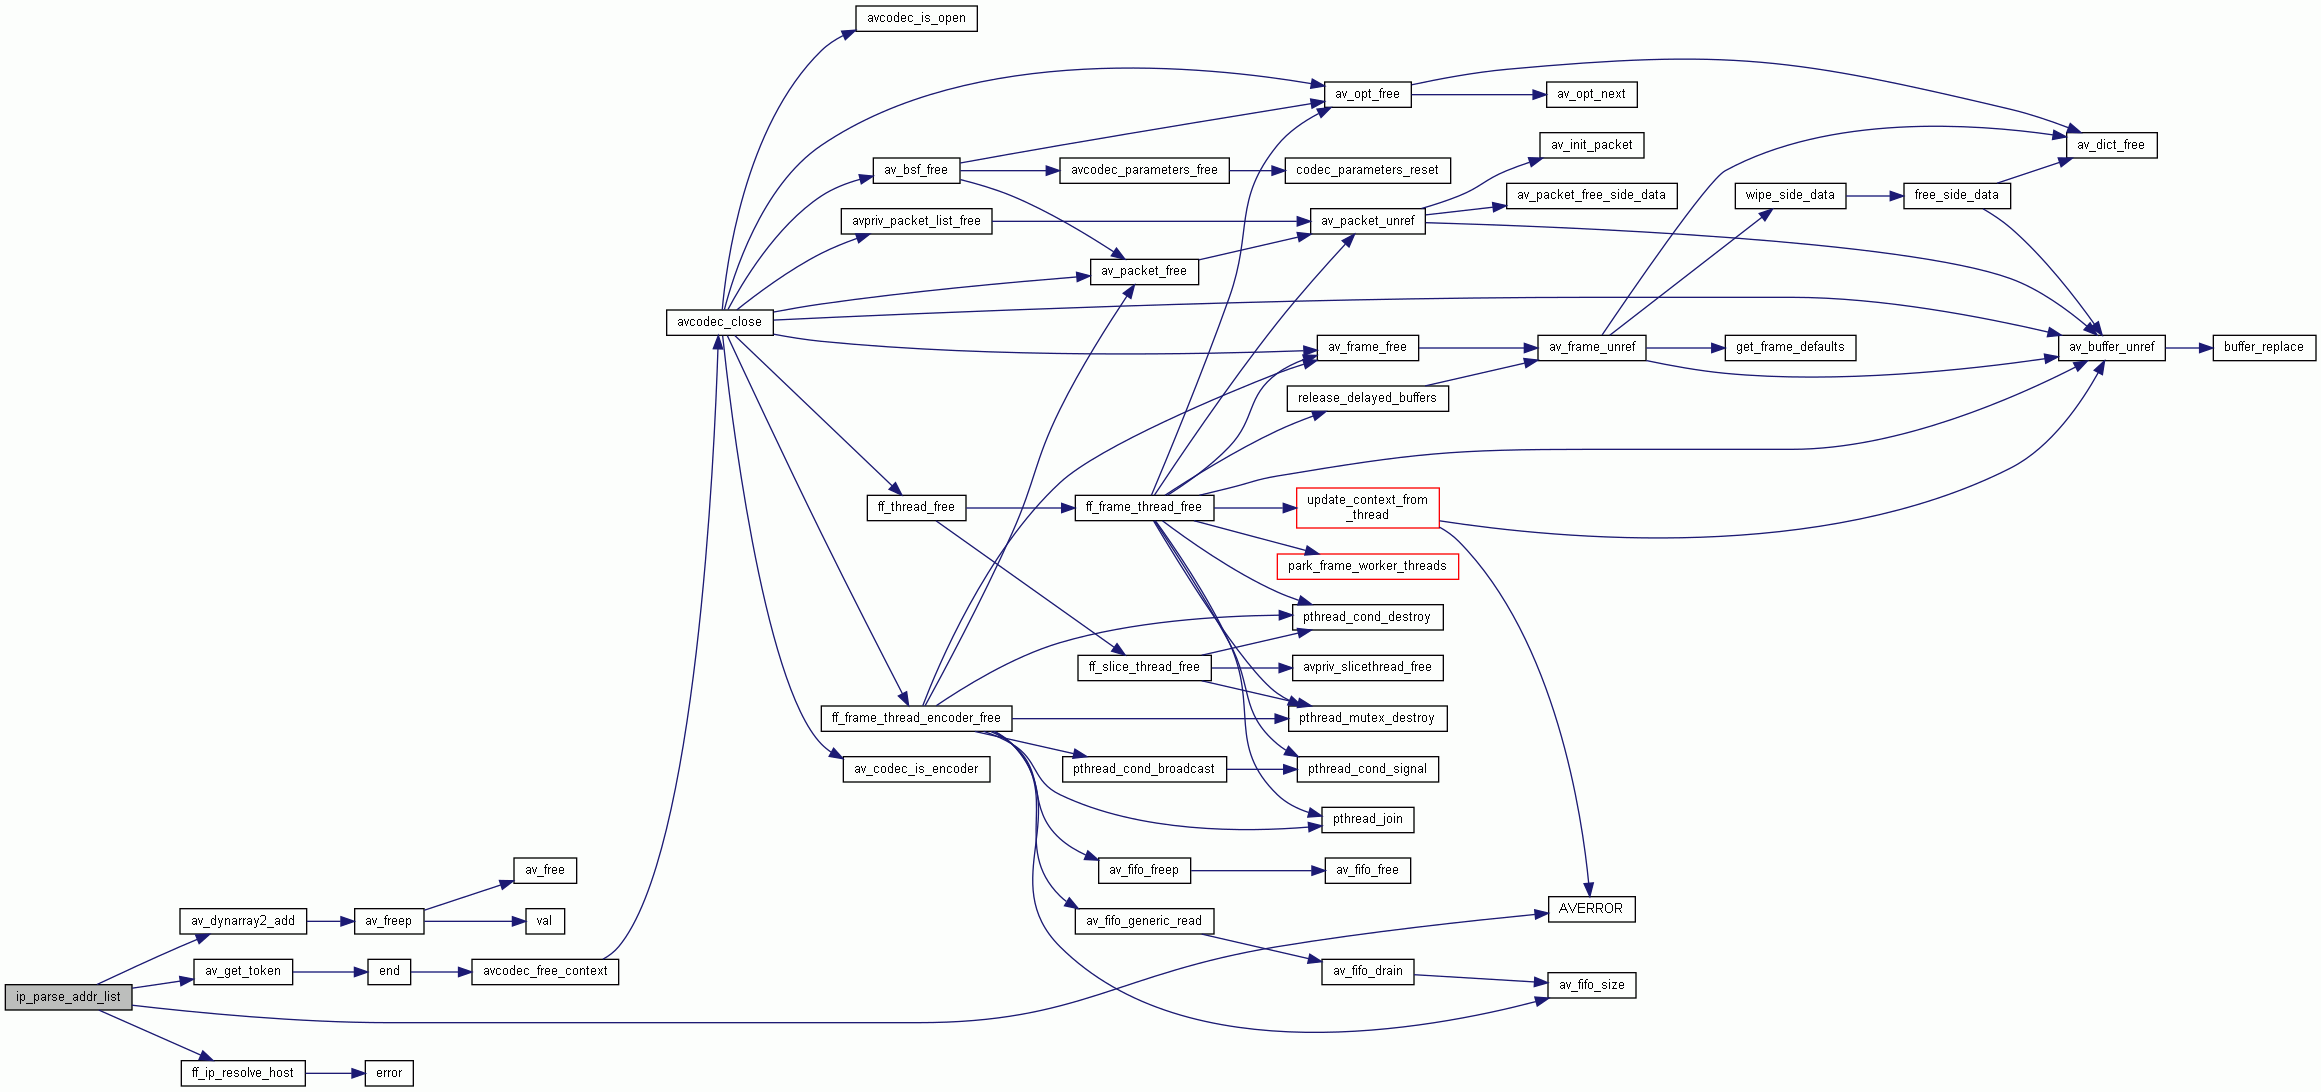 avcodec_is_open
av_opt_free
av_opt_next
av_init_packet
av_dict_free
av_bsf_free
avcodec_parameters_free
codec_parameters_reset
av_packet_free_side_data
wipe_side_data
free_side_data
avpriv_packet_list_free
av_packet_unref
av_packet_free
avcodec_close
av_frame_free
av_frame_unref
get_frame_defaults
av_buffer_unref
buffer_replace
release_delayed_buffers
ff_thread_free
ff_frame_thread_free
update_context_from
_thread
park_frame_worker_threads
pthread_cond_destroy
ff_slice_thread_free
avpriv_slicethread_free
ff_frame_thread_encoder_free
pthread_mutex_destroy
av_codec_is_encoder
pthread_cond_broadcast
pthread_cond_signal
pthread_join
av_free
av_fifo_freep
av_fifo_free
AVERROR
av_dynarray2_add
av_freep
val
av_fifo_generic_read
av_get_token
end
avcodec_free_context
av_fifo_drain
av_fifo_size
ip_parse_addr_list
ff_ip_resolve_host
error